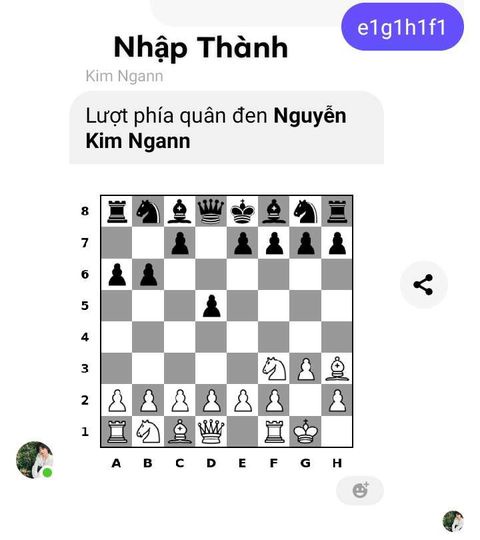 e1g1h1f1
Nhập Thành
Kim Ngann
Lượt phía quân đen Nguyễn
Kim Ngann
8
7
6
5
4
3
2
1
A B C D E F G H